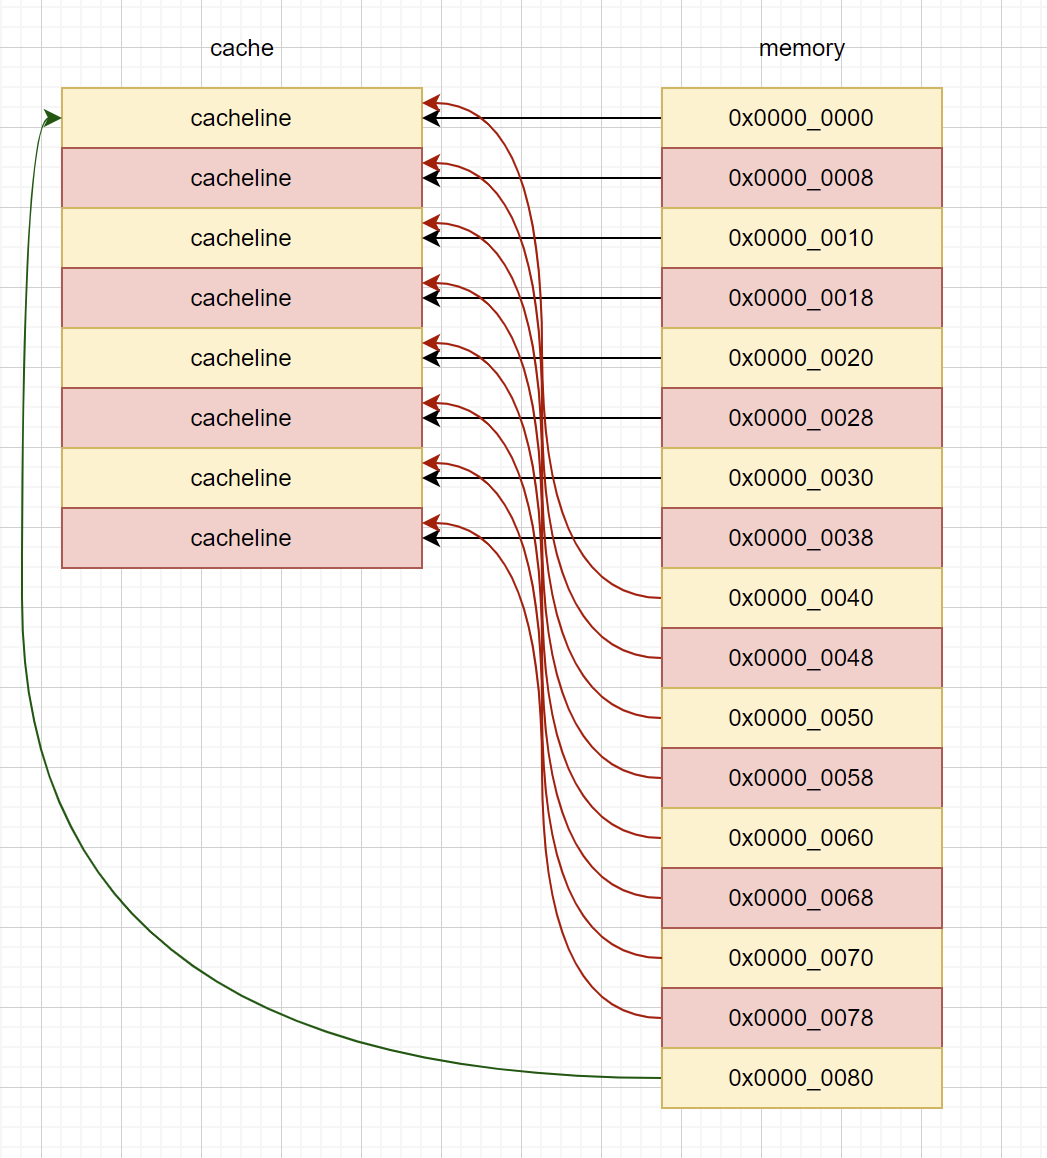 cache
memory
cacheline
0x0000_0000
cacheline
0x0000_0008
cacheline
0x0000_0010
cacheline
0x0000_0018
cacheline
0x0000_0020
cacheline
0x0000_0028
cacheline
0x0000_0030
cacheline
0x0000_0038
0x0000_0040
0x0000_0048
0x0000_0050
0x0000_0058
0x0000_0060
0x0000_0068
0x0000_0070
0x0000_0078
0x0000_0080